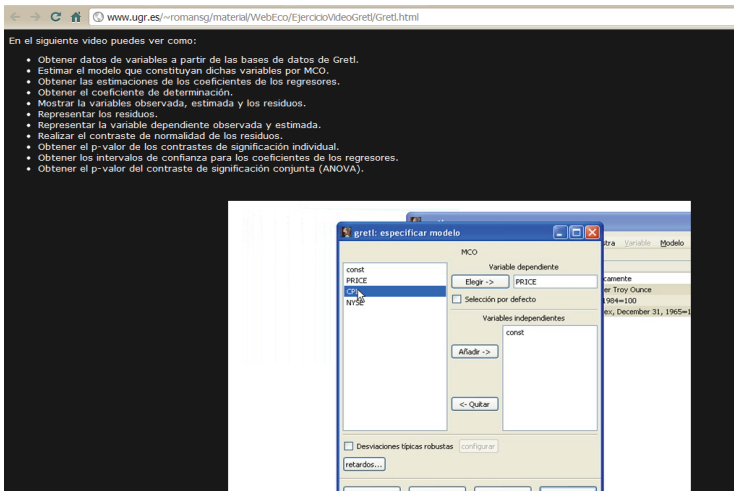 www.ugr.es/~romansg/material/WebEco/EjercicioVideoGretl/Gretl.html
En el siguiente video puedes ver como:
• Obtener datos de variables a partir de las bases de datos de Gretl.
• Estimar el modelo que constituyan dichas variables por MCO.
• Obtener las estimaciones de los coeficientes de los regresores.
• Obtener el coeficiente de determinación.
• Mostrar la variables observada, estimada y los residuos.
• Representar los residuos.
• Representar la variable dependiente observada y estimada.
• Realizar el contraste de normalidad de los residuos.
• Obtener el p-valor de los contrastes de significación individual.
• Obtener los intervalos de confianza para los coeficientes de los regresores.
• Obtener el p-valor del contraste de significación conjunta (ANOVA).
gretl: especificar modelo
MCO
const
PRICE
CPI
NYSE
Variable dependiente
Elegir ->
PRICE
Selección por defecto
Variables independientes
const
Añadir ->
<- Quitar
Desviaciones típicas robustas
configurar
retardos...
stra Variable Modelo
camente
er Troy Ounce
1984=100
ex, December 31, 1965=1